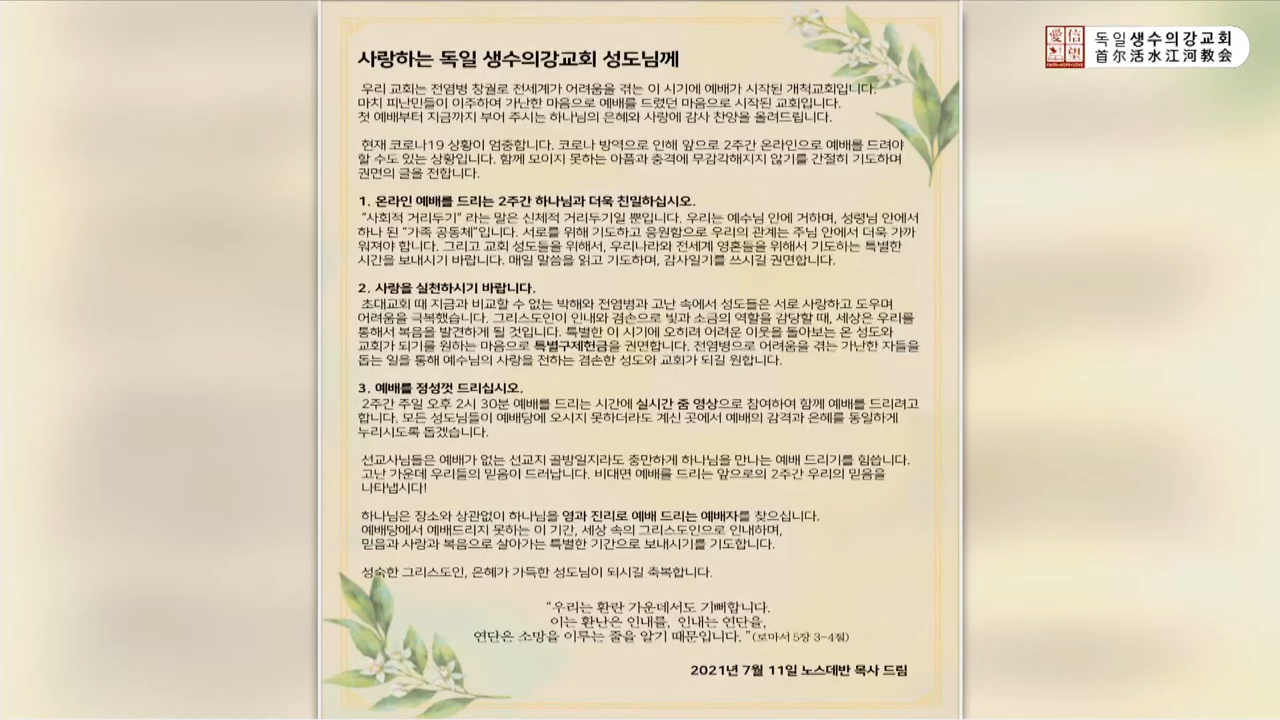 愛 信
望
독일 생수의강교회
首尔活水江河教会
사랑하는 독일 생수의강교회 성도님께
우리 교회는 전염병 창궐로 전세계가 어려움을 겪는 이 시기에 예배가 시작된 개척교회입니다.
마치 피난민들이 이주하여 가난한 마음으로 예배를 드렸던 마음으로 시작된 교회입니다.
첫 예배부터 지금까지 부어 주시는 하나님의 은혜와 사랑에 감사 찬양을 올려드립니다.
현재 코로나19 상황이 엄중합니다. 코로나 방역으로 인해 앞으로 2주간 온라인으로 예배를 드려야
할 수도 있는 상황입니다. 함께 모이지 못하는 아픔과 충격에 무감각해지지 않기를 간절히 기도하며
권면의 글을 전합니다.
1. 온라인 예배를 드리는 2주간 하나님과 더욱 친밀하십시오.
“사회적 거리두기” 라는 말은 신체적 거리두기일 뿐입니다. 우리는 예수님 안에 거하며, 성령님 안에서
하나 된 “가족 공동체”입니다. 서로를 위해 기도하고 응원함으로 우리의 관계는 주님 안에서 더욱 가까
워져야 합니다. 그리고 교회 성도들을 위해서, 우리나라와 전세계 영혼들을 위해서 기도하는 특별한
시간을 보내시기 바랍니다. 매일 말씀을 읽고 기도하며, 감사일기를 쓰시길 권면합니다.
2. 사랑을 실천하시기 바랍니다.
초대교회 때 지금과 비교할 수 없는 박해와 전염병과 고난 속에서 성도들은 서로 사랑하고 도우며
어려움을 극복했습니다. 그리스도인이 인내와 겸손으로 빛과 소금의 역할을 감당할 때, 세상은 우리를
통해서 복음을 발견하게 될 것입니다. 특별한 이 시기에 오히려 어려운 이웃을 돌아보는 온 성도와
교회가 되기를 원하는 마음으로 특별구제헌금을 권면합니다. 전염병으로 어려움을 겪는 가난한 자들을
돕는 일을 통해 예수님의 사랑을 전하는 겸손한 성도와 교회가 되길 원합니다.
3. 예배를 정성껏 드리십시오.
2주간 주일 오후 2시 30분 예배를 드리는 시간에 실시간 줌 영상으로 참여하여 함께 예배를 드리려고
합니다. 모든 성도님들이 예배당에 오시지 못하더라도 계신 곳에서 예배의 감격과 은혜를 동일하게
누리시도록 돕겠습니다.
선교사님들은 예배가 없는 선교지 골방일지라도 충만하게 하나님을 만나는 예배 드리기를 힘씁니다.
고난 가운데 우리들의 믿음이 드러납니다. 비대면 예배를 드리는 앞으로의 2주간 우리의 믿음을
나타냅시다!
하나님은 장소와 상관없이 하나님을 영과 진리로 예배 드리는 예배자를 찾으십니다.
예배당에서 예배드리지 못하는 이 기간, 세상 속의 그리스도인으로 인내하며,
믿음과 사랑과 복음으로 살아가는 특별한 기간으로 보내시기를 기도합니다.
성숙한 그리스도인, 은혜가 가득한 성도님이 되시길 축복합니다.
“우리는 환란 가운데서도 기뻐합니다.
이는 환난은 인내를, 인내는 연단을,
연단은 소망을 이루는 줄을 알기 때문입니다. ”(로마서 5장 3-4절)
2021년 7월 11일 노스데반 목사 드림